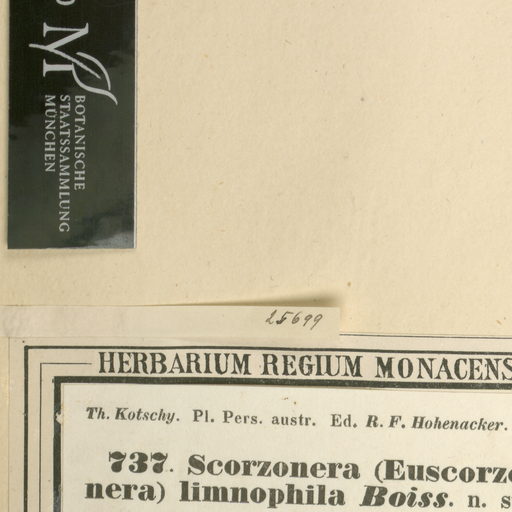 BOTANISCHE
STAATSSAMMLUNG
MÜNCHEN
25699
HERBARIUM REGIUM MONACENS
Th. Kotschy. Pl. Pers. austr. Ed. R. F. Hohenacker.
737. Scorzonera (Euscorzo
nera) limnophila Boiss. n. s